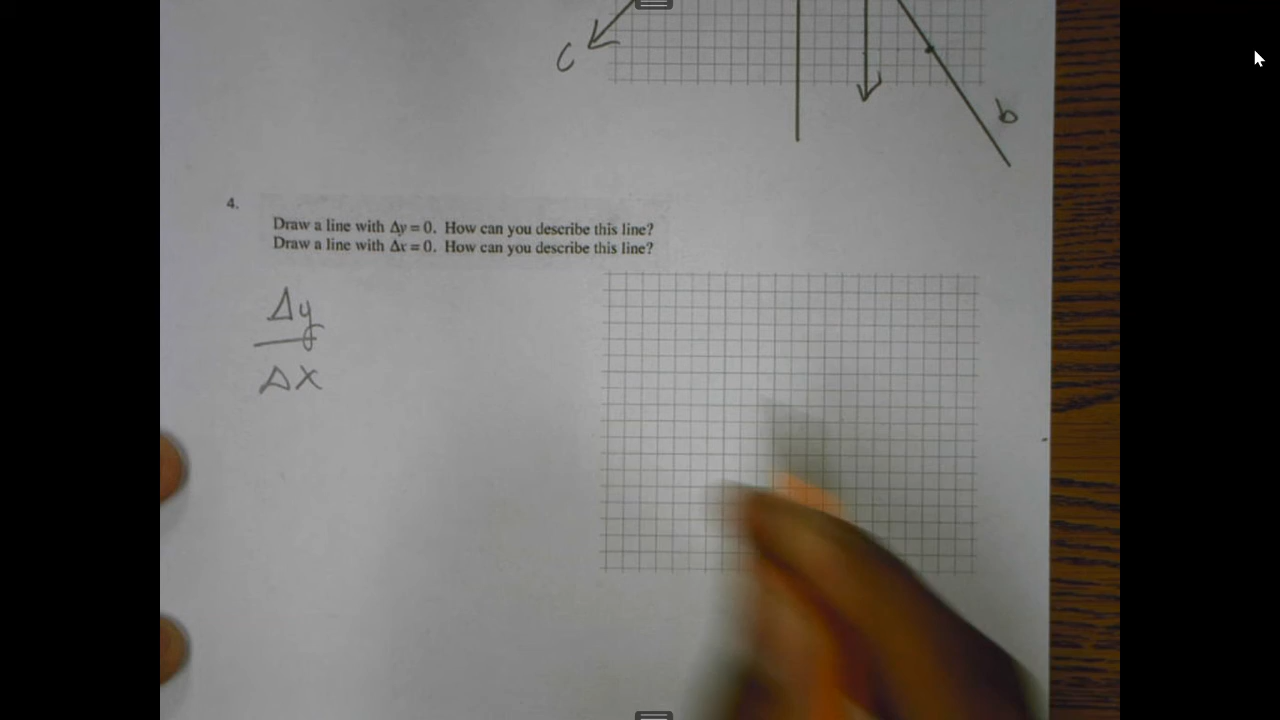 C
b
4.
Draw a line with Δy = 0. How can you describe this line?
Draw a line with Δx = 0. How can you describe this line?
Δy
Δx